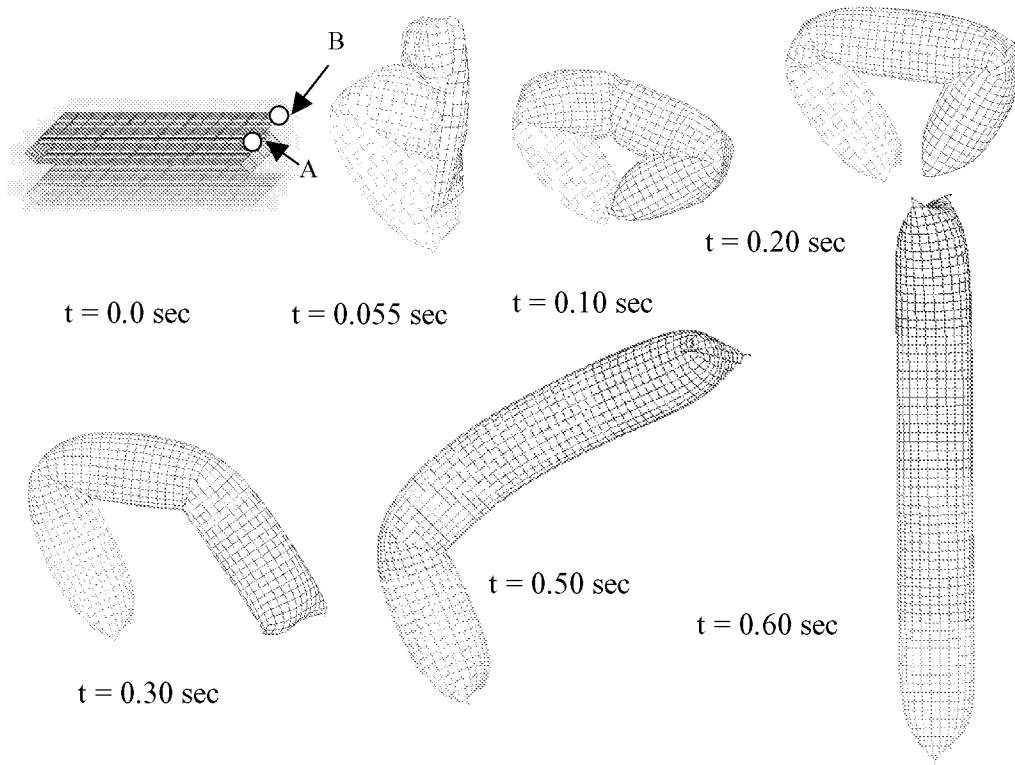 B
A
t = 0.0 sec
t = 0.055 sec
t = 0.10 sec
t = 0.20 sec
t = 0.30 sec
t = 0.50 sec
t = 0.60 sec